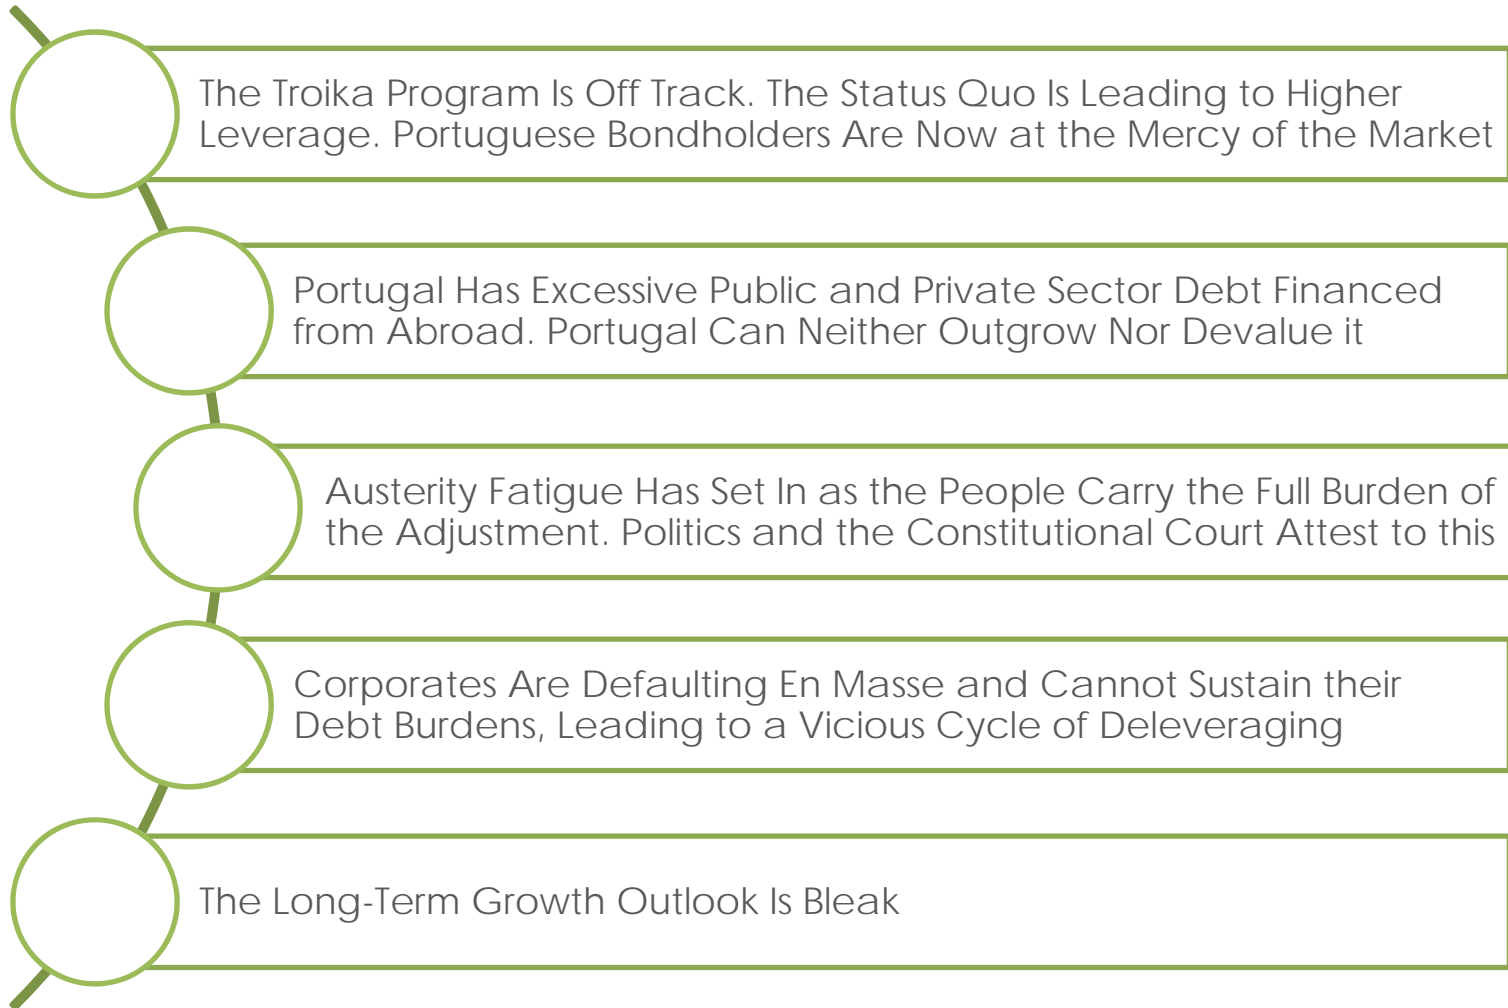 The Troika Program Is Off Track. The Status Quo Is Leading to Higher
Leverage. Portuguese Bondholders Are Now at the Mercy of the Market
Portugal Has Excessive Public and Private Sector Debt Financed
from Abroad. Portugal Can Neither Outgrow Nor Devalue it
Austerity Fatigue Has Set In as the People Carry the Full Burden of
the Adjustment. Politics and the Constitutional Court Attest to this
Corporates Are Defaulting En Masse and Cannot Sustain their
Debt Burdens, Leading to a Vicious Cycle of Deleveraging
The Long-Term Growth Outlook Is Bleak